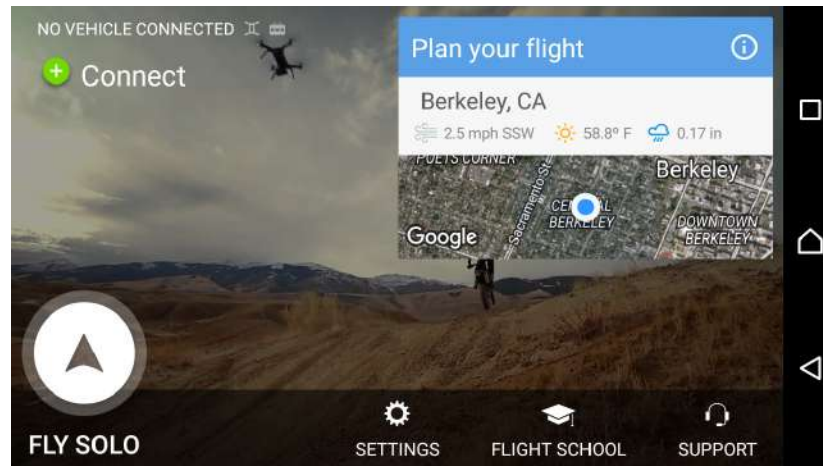 NO VEHICLE CONNECTED
Connect
Plan your flight
Berkeley, CA
2.5 mph SSW 58.8° F 0.17 in
POETS CORNER
Sacramento St
Berkeley
CENTRAL
BERKELEY
DOWNTOWN
BERKELEY
Google
FLY SOLO
SETTINGS
FLIGHT SCHOOL
SUPPORT